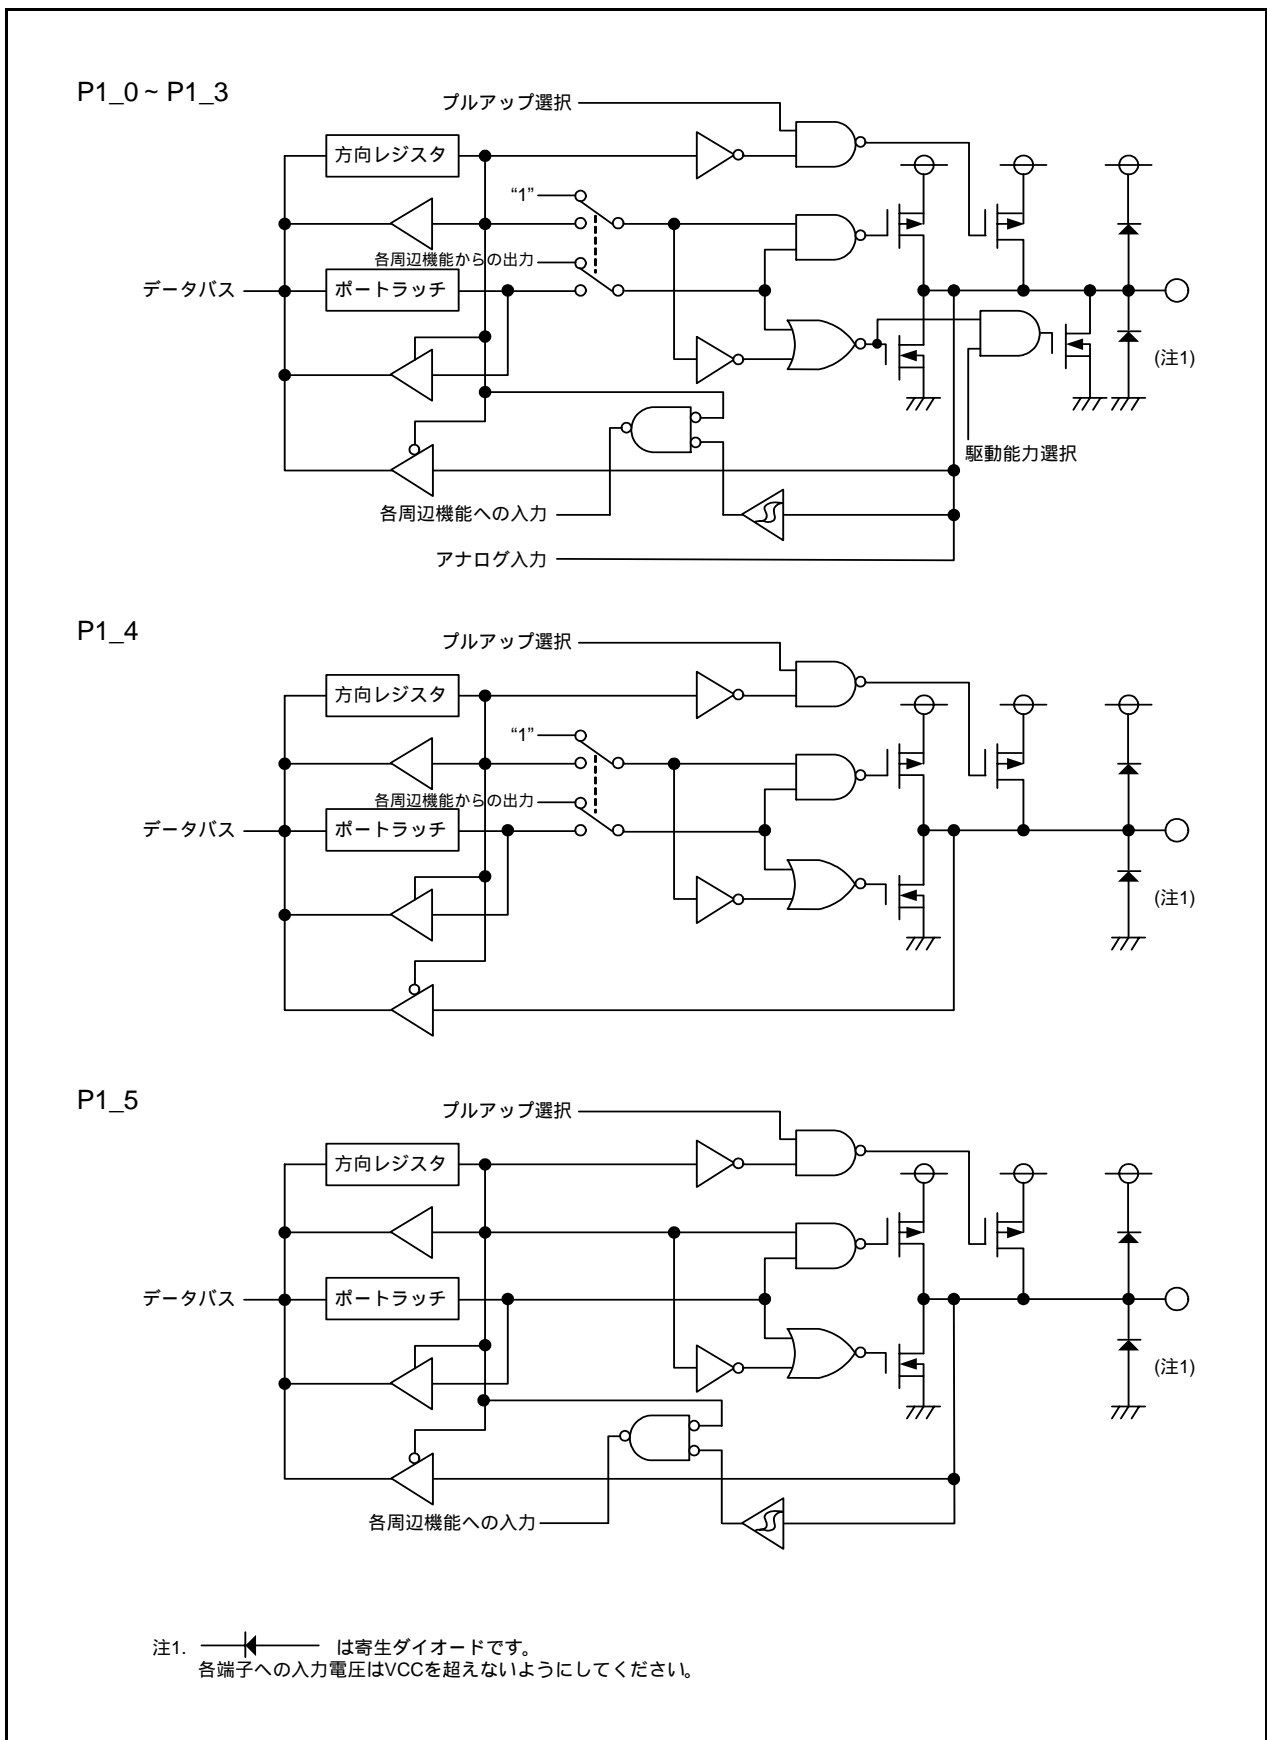 P1_0 ~ P1_3
プルアップ選択
方向レジスタ
“1”
各周辺機能からの出力
データバス
ポートラッチ
(注1)
駆動能力選択
各周辺機能への入力
アナログ入力
P1_4
プルアップ選択
方向レジスタ
“1”
各周辺機能からの出力
データバス
ポートラッチ
(注1)
P1_5
プルアップ選択
方向レジスタ
データバス
ポートラッチ
(注1)
各周辺機能への入力
注1. は寄生ダイオードです。
各端子への入力電圧はVCCを超えないようにしてください。